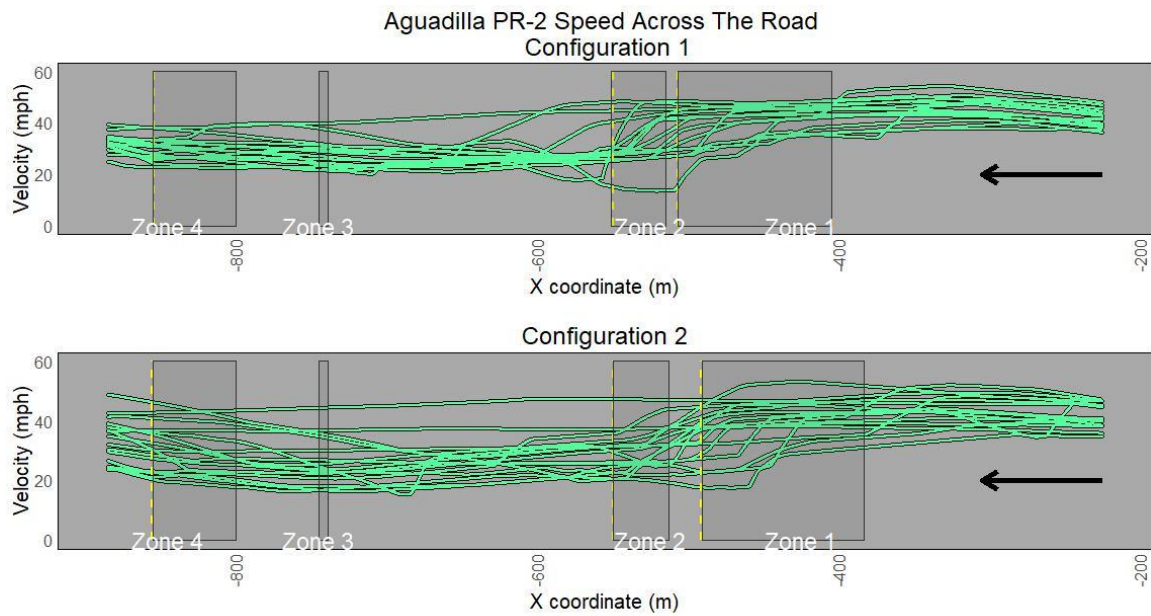 Aguadilla PR-2 Speed Across The Road
Configuration 1
Velocity (mph)
60
40
20
0
Zone 4
Zone 3
Zone 2
Zone 1
-800
-600
-400
-200
X coordinate (m)
Configuration 2
Velocity (mph)
60
40
20
0
Zone 4
Zone 3
Zone 2
Zone 1
-800
-600
-400
-200
X coordinate (m)